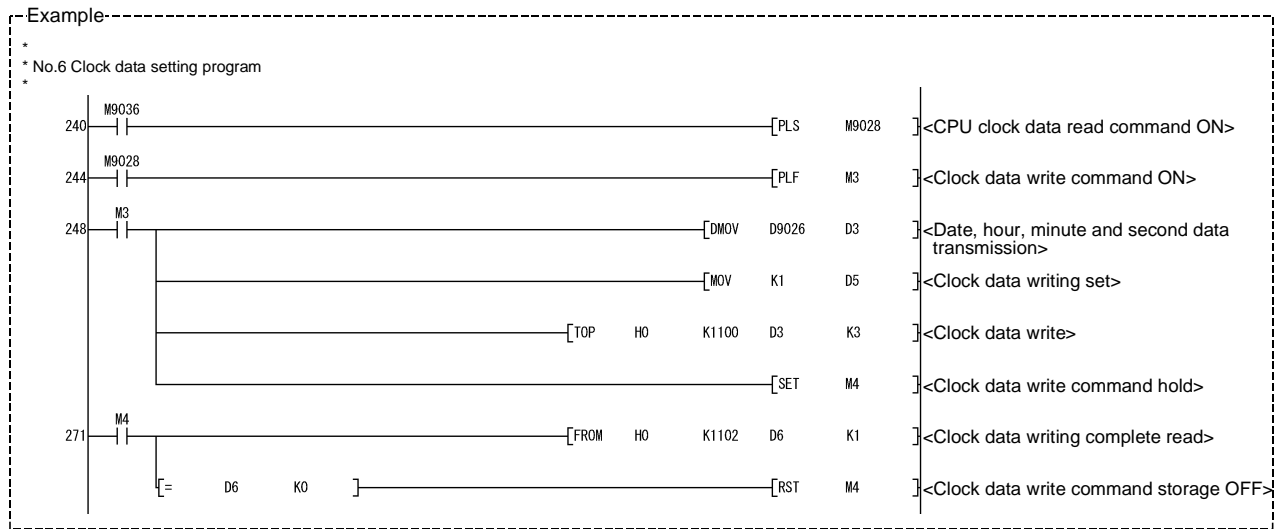 Example
*
* No.6 Clock data setting program
*
M9036
240 [PLS M9028 ] <CPU clock data read command ON>
M9028
244 [PLF M3 ] <Clock data write command ON>
M3
248 [DMOV D9026 D3 ] <Date, hour, minute and second data
transmission>
[MOV K1 D5 ] <Clock data writing set>
[TOP H0 K1100 D3 K3 ] <Clock data write>
[SET M4 ] <Clock data write command hold>
M4
271 [FROM H0 K1102 D6 K1 ] <Clock data writing complete read>
[= D6 K0 ] [RST M4 ] <Clock data write command storage OFF>